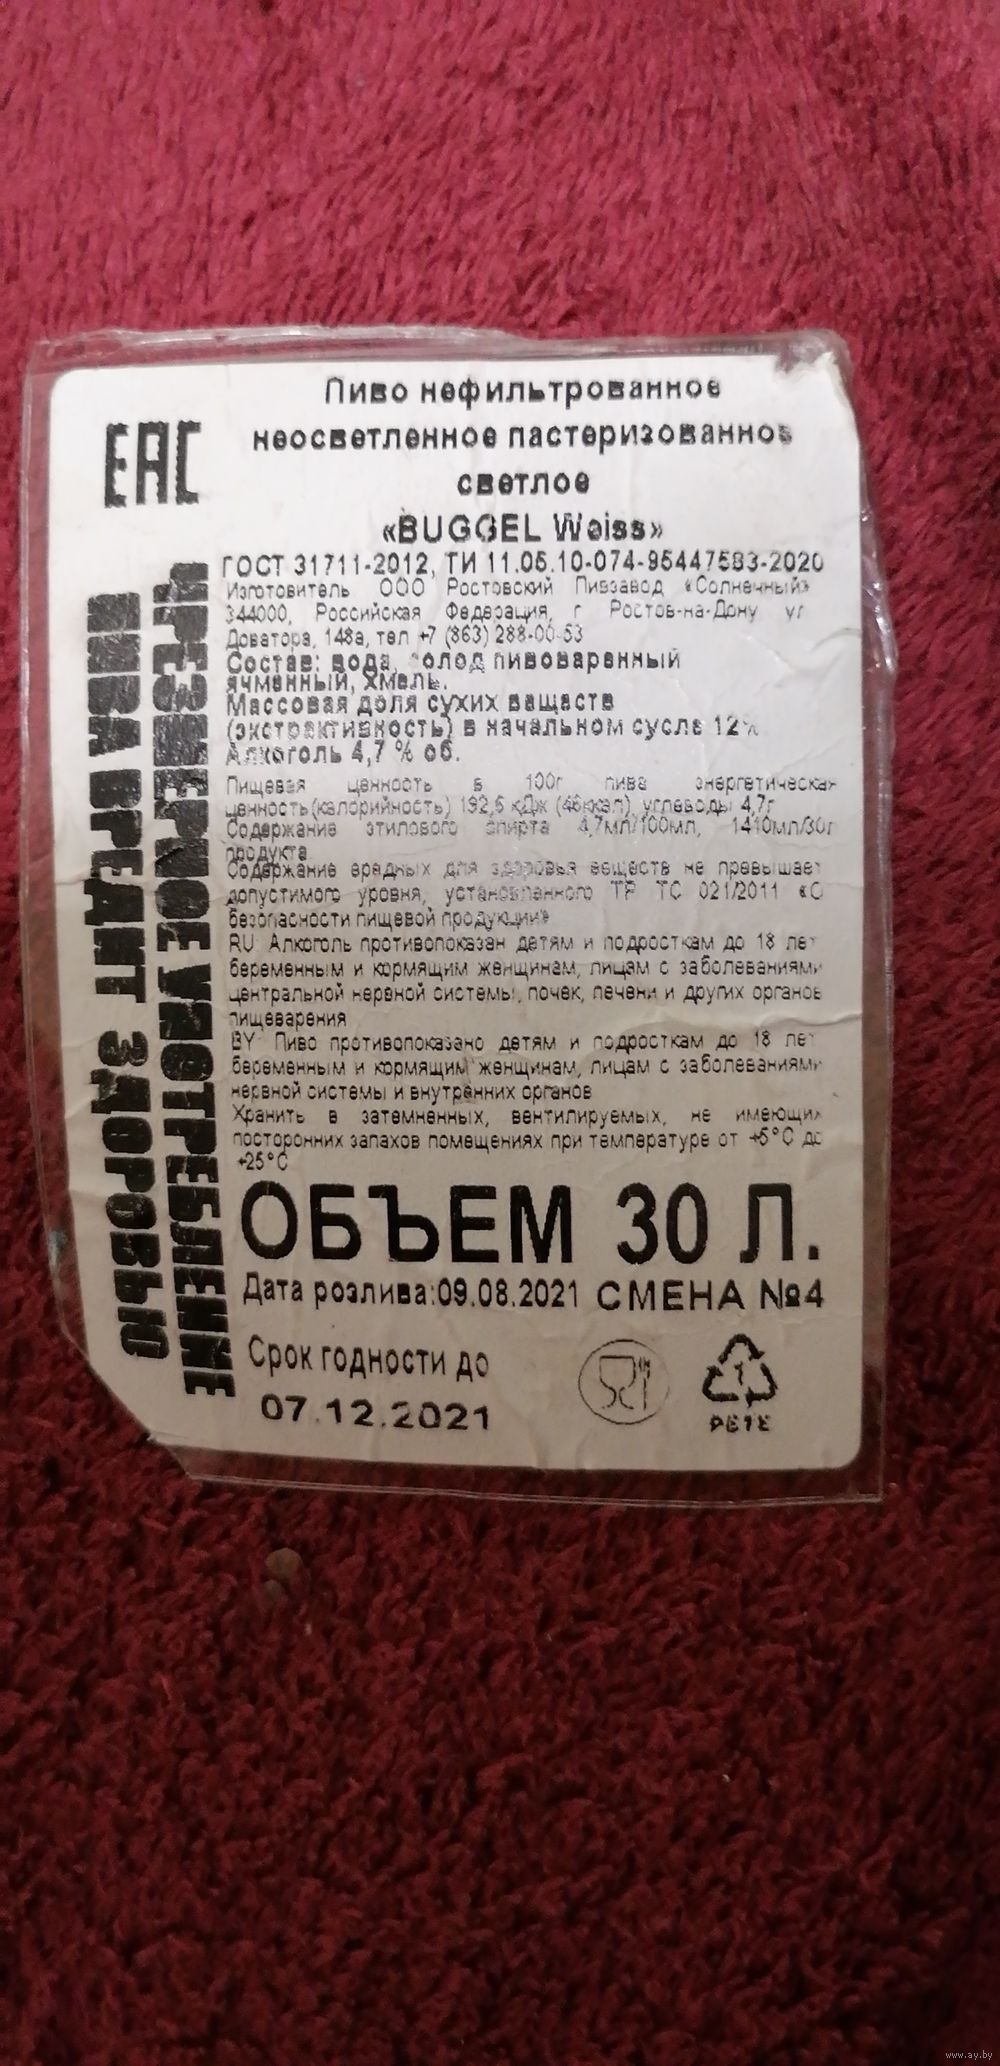 ЕАС
Пиво нефильтрованное
неосветленное пастеризованное
светлое
«BUGGEL Weiss»
ГОСТ 31711-2012, ТИ 11.05.10-074-95447583-2020
Изготовитель ООО Ростовский Пивзавод «Солнечный»
344000, Российская Федерация, г Ростов-на-Дону ул
Доватора, 148а, тел +7 (863) 288-00-53
Состав: вода, солод пивоваренный
ячменный, хмель.
Массовая доля сухих веществ
(экстрактивность) в начальном сусле 12%
Алкоголь 4,7 % об.
Пищевая ценность в 100г пива энергетическая
ценность(калорийность) 192,6 кДж (46ккал), углеводы 4,7г
Содержание этилового спирта 4,7мл/100мл, 1410мл/30г
продукта.
Содержание вредных для здоровья веществ не превышает
допустимого уровня, установленного ТР ТС 021/2011 «О
безопасности пищевой продукции»
RU: Алкоголь противопоказан детям и подросткам до 18 лет
беременным и кормящим женщинам, лицам с заболеваниями
центральной нервной системы, почек, печени и других органов
пищеварения
BY: Пиво противопоказано детям и подросткам до 18 лет
беременным и кормящим женщинам, лицам с заболеваниями
нервной системы и внутренних органов
Хранить в затемненных, вентилируемых, не имеющих
посторонних запахов помещениях при температуре от +5°С до
+25°С
ОБЪЕМ 30 Л.
Дата розлива:09.08.2021 СМЕНА №4
Срок годности до
07.12.2021
1
PETE
ЧРЕЗМЕРНОЕ УПОТРЕБЛЕНИЕ
ПИВА ВРЕДИТ ЗДОРОВЬЮ
www.ay.by